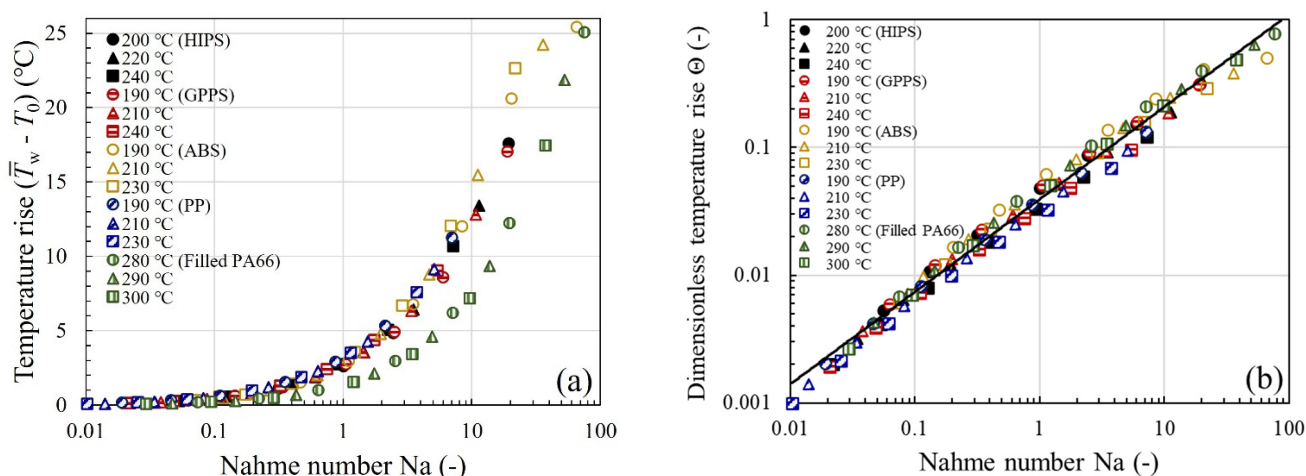 Temperature rise (T̅w - T0) (°C)
25
20
15
10
5
0
200 °C (HIPS)
220 °C
240 °C
190 °C (GPPS)
210 °C
240 °C
190 °C (ABS)
210 °C
230 °C
190 °C (PP)
210 °C
230 °C
280 °C (Filled PA66)
290 °C
300 °C
(a)
0.01 0.1 1 10 100
Nahme number Na (-)
Dimensionless temperature rise Θ (-)
1
0.1
0.01
0.001
200 °C (HIPS)
220 °C
240 °C
190 °C (GPPS)
210 °C
240 °C
190 °C (ABS)
210 °C
230 °C
190 °C (PP)
210 °C
230 °C
280 °C (Filled PA66)
290 °C
300 °C
(b)
0.01 0.1 1 10 100
Nahme number Na (-)